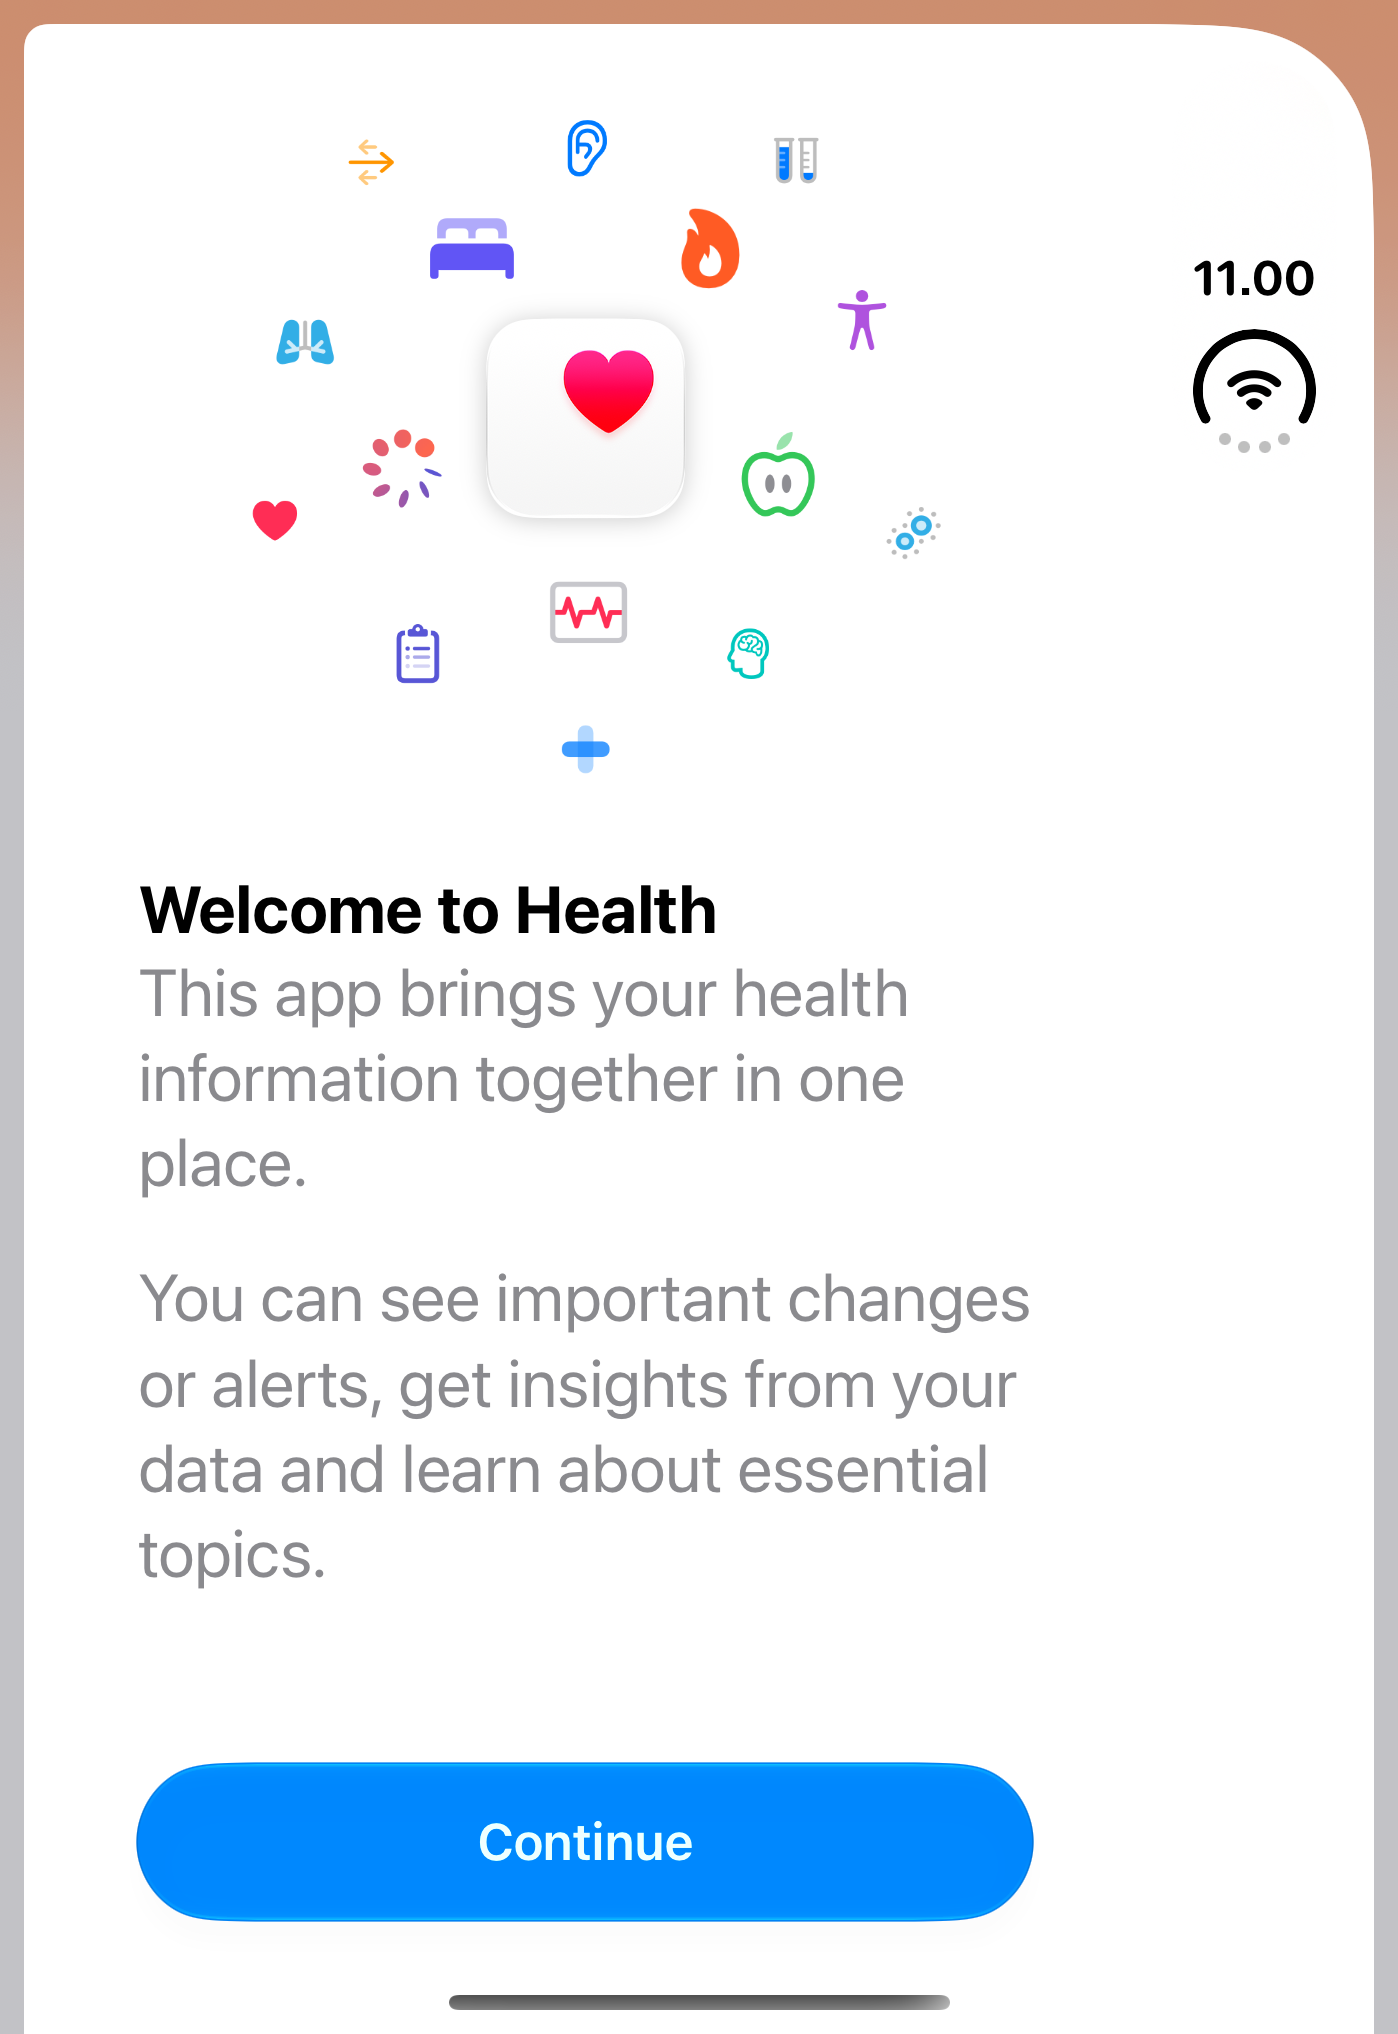 11.00
Welcome to Health
This app brings your health
information together in one
place.
You can see important changes
or alerts, get insights from your
data and learn about essential
topics.
Continue